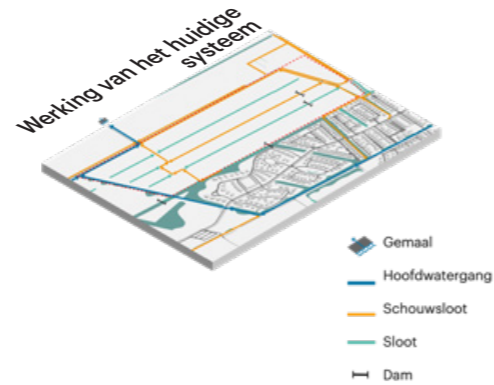 Werking van het huidige
systeem
Gemaal
Hoofdwatergang
Schouwsloot
Sloot
Dam